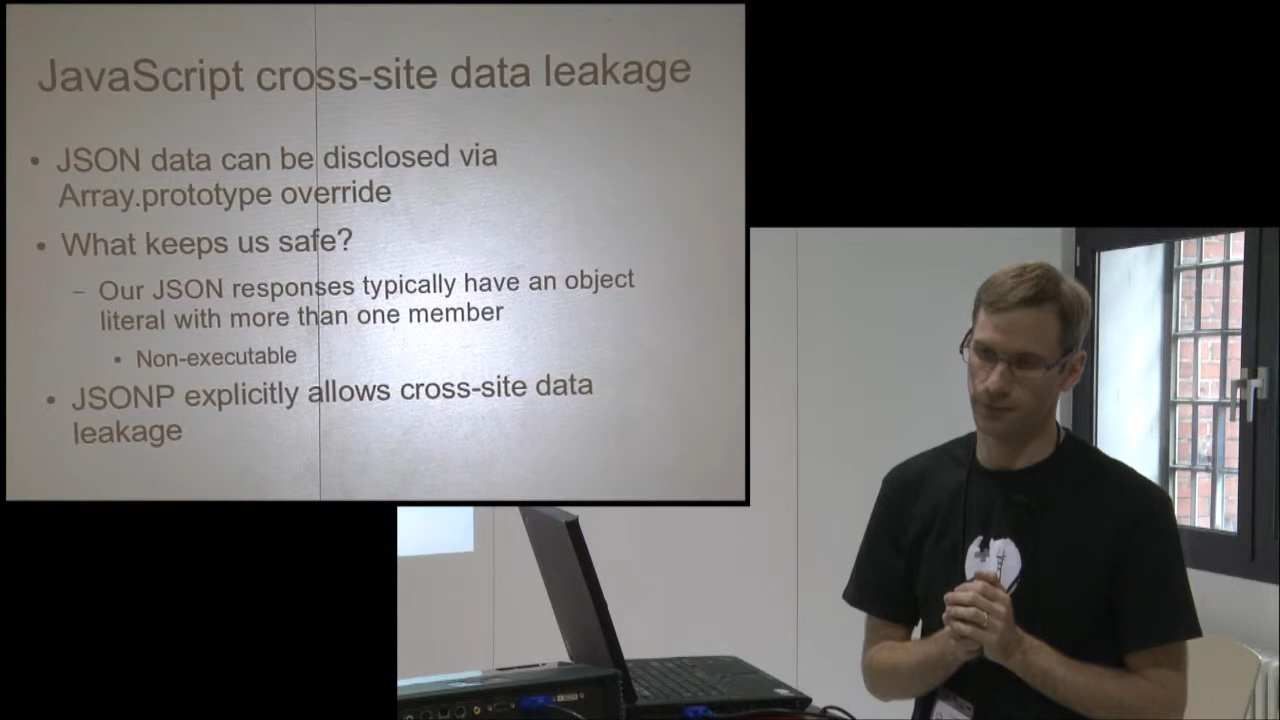 JavaScript cross-site data leakage
• JSON data can be disclosed via
Array.prototype override
• What keeps us safe?
– Our JSON responses typically have an object
literal with more than one member
• Non-executable
• JSONP explicitly allows cross-site data
leakage